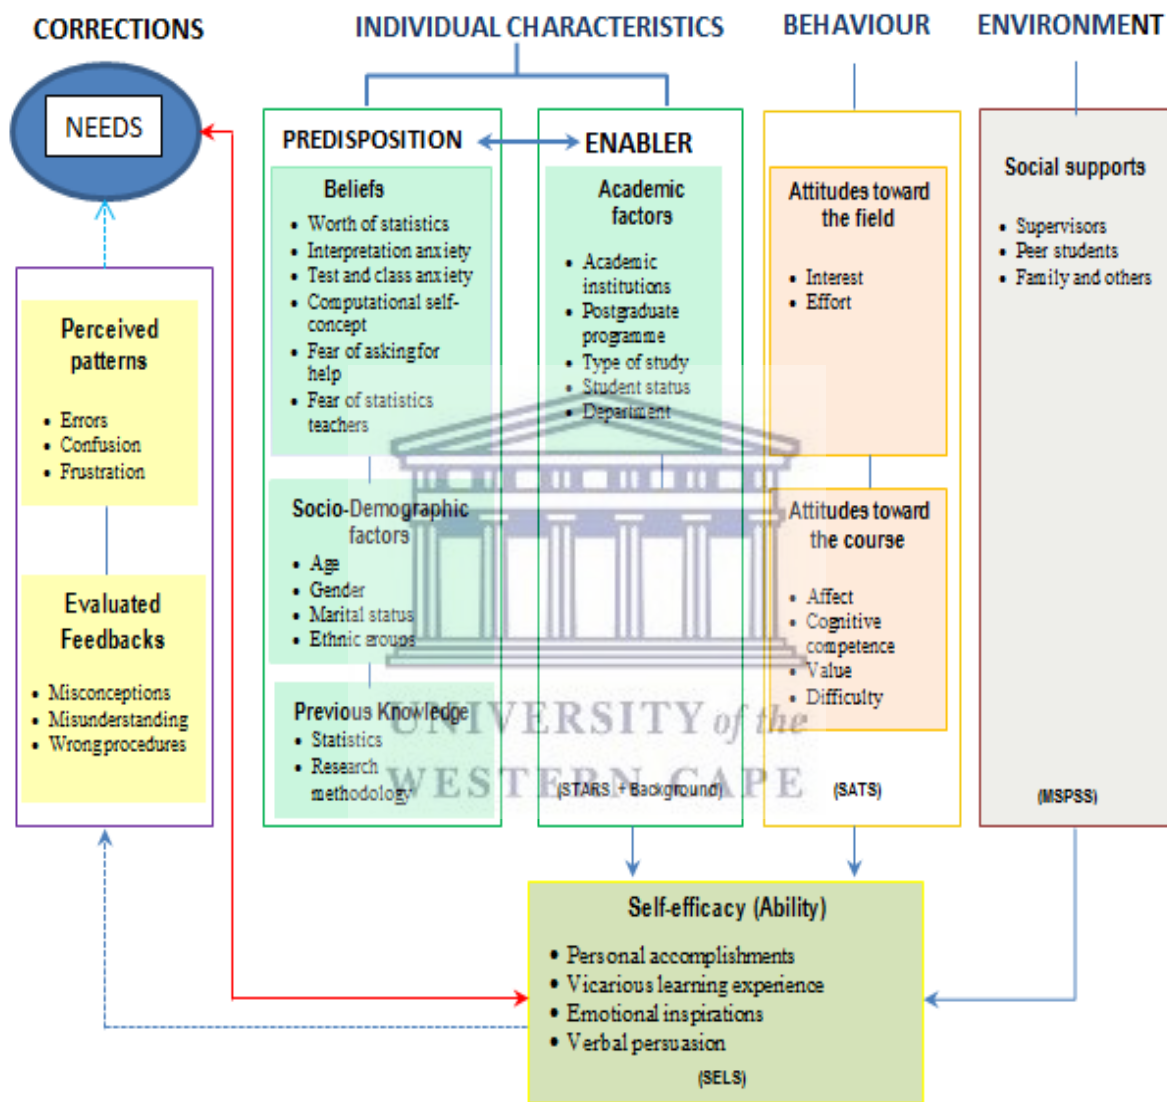 CORRECTIONS
NEEDS
Perceived
patterns
• Errors
• Confusion
• Frustration
Evaluated
Feedbacks
• Misconceptions
• Misunderstanding
• Wrong procedures
INDIVIDUAL CHARACTERISTICS
PREDISPOSITION
Beliefs
• Worth of statistics
• Interpretation anxiety
• Test and class anxiety
• Computational self-
concept
• Fear of asking for
help
• Fear of statistics
teachers
Socio-Demographic
factors
• Age
• Gender
• Marital status
• Ethnic groups
Previous Knowledge
• Statistics
• Research
methodology
ENABLER
Academic
factors
• Academic
institutions
• Postgraduate
programme
• Type of study
• Student status
• Department
(STARS + Background)
BEHAVIOUR
Attitudes toward
the field
• Interest
• Effort
Attitudes toward
the course
• Affect
• Cognitive
competence
• Value
• Difficulty
(SATS)
ENVIRONMENT
Social supports
• Supervisors
• Peer students
• Family and others
(MSPSS)
UNIVERSITY of the
WESTERN CAPE
Self-efficacy (Ability)
• Personal accomplishments
• Vicarious learning experience
• Emotional inspirations
• Verbal persuasion
(SELS)